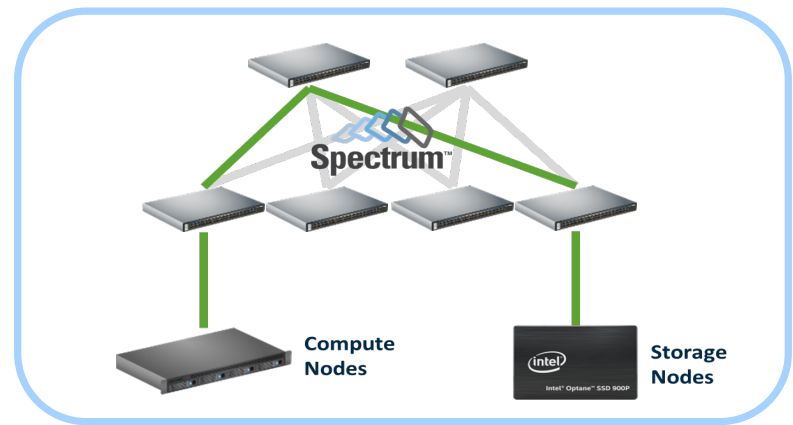 Spectrum™
Compute
Nodes
intel
Intel® Optane™ SSD 900P
Storage
Nodes